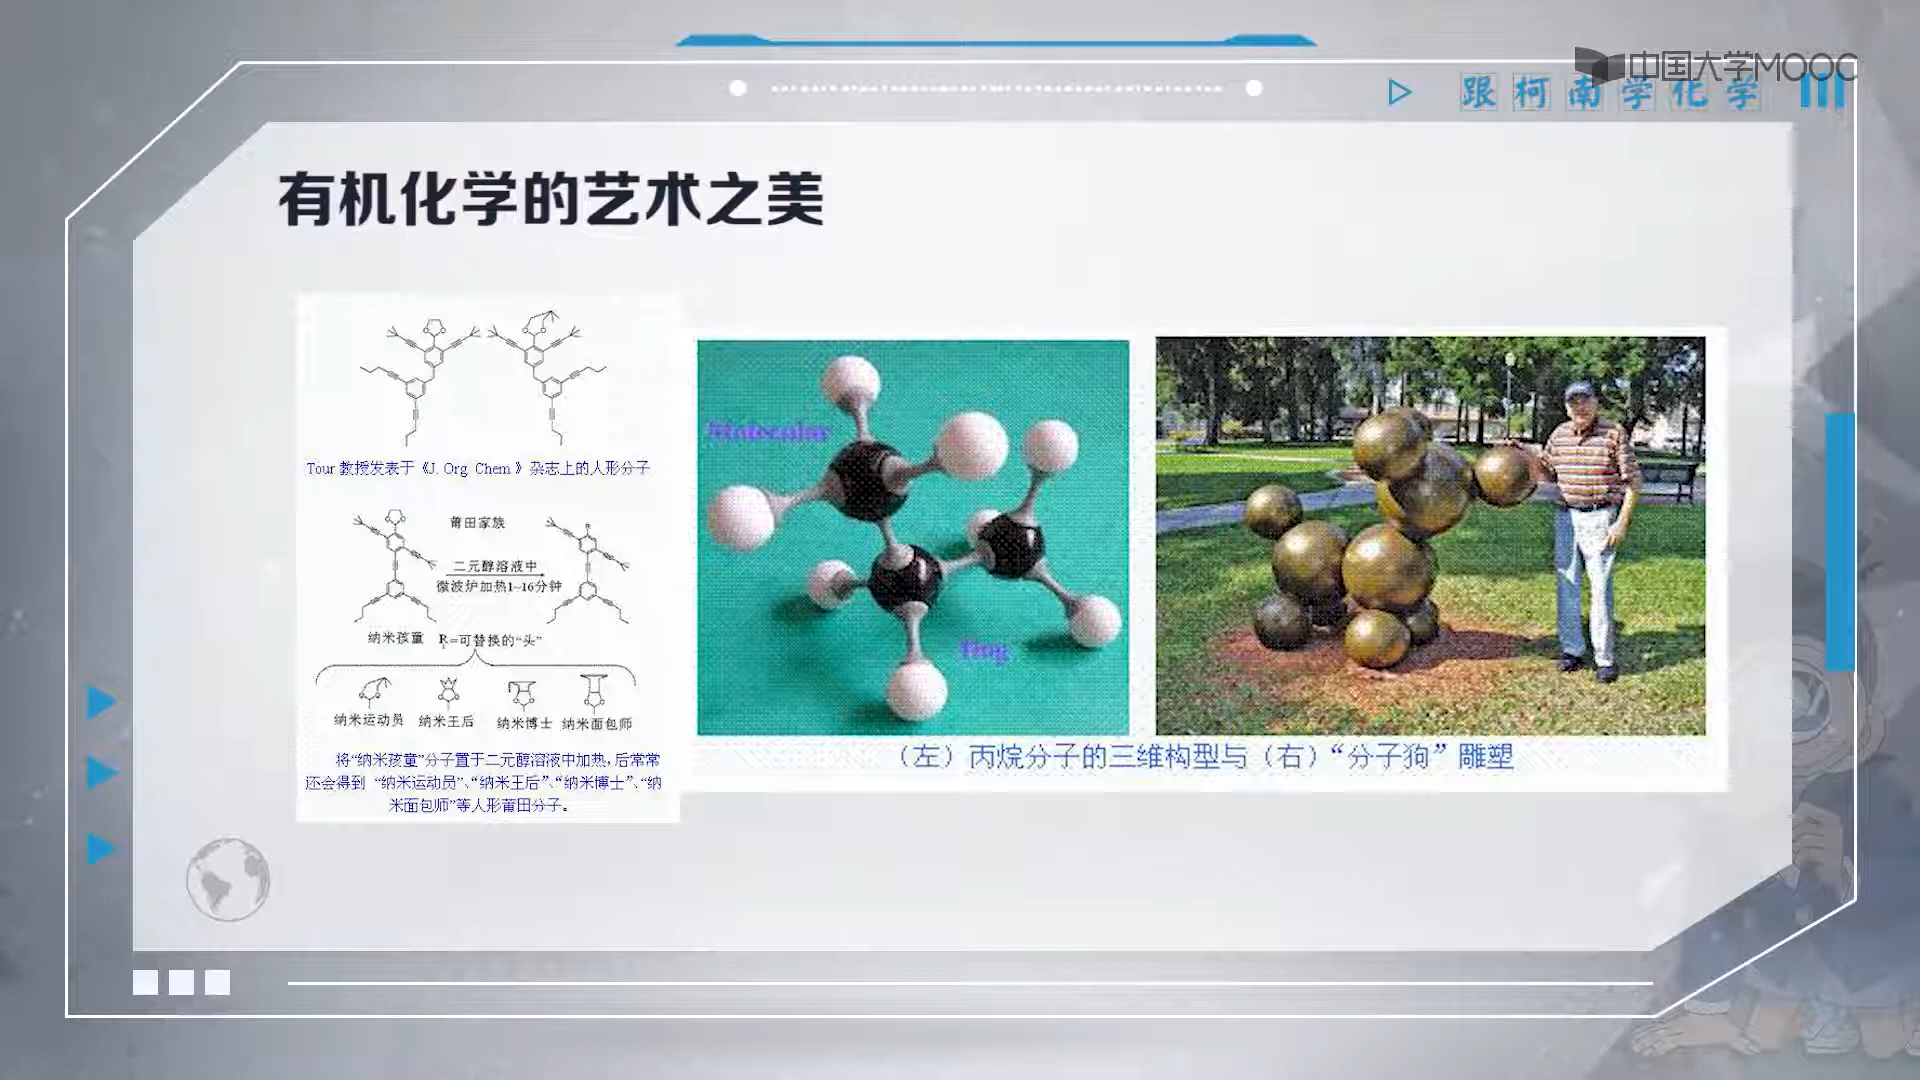 中国大学MOOC
跟柯南学化学
有机化学的艺术之美
Tour 教授发表于《J. Org. Chem》杂志上的人形分子
莆田家族
二元醇溶液中
微波炉加热1-16分钟
R
纳米孩童
R=可替换的“头”
纳米运动员
纳米王后
纳米博士
纳米面包师
将“纳米孩童”分子置于二元醇溶液中加热,后常常
还会得到 “纳米运动员”、“纳米王后”、“纳米博士”、“纳
米面包师”等人形莆田分子。
Molecular
Dog
（左）丙烷分子的三维构型与（右）“分子狗”雕塑